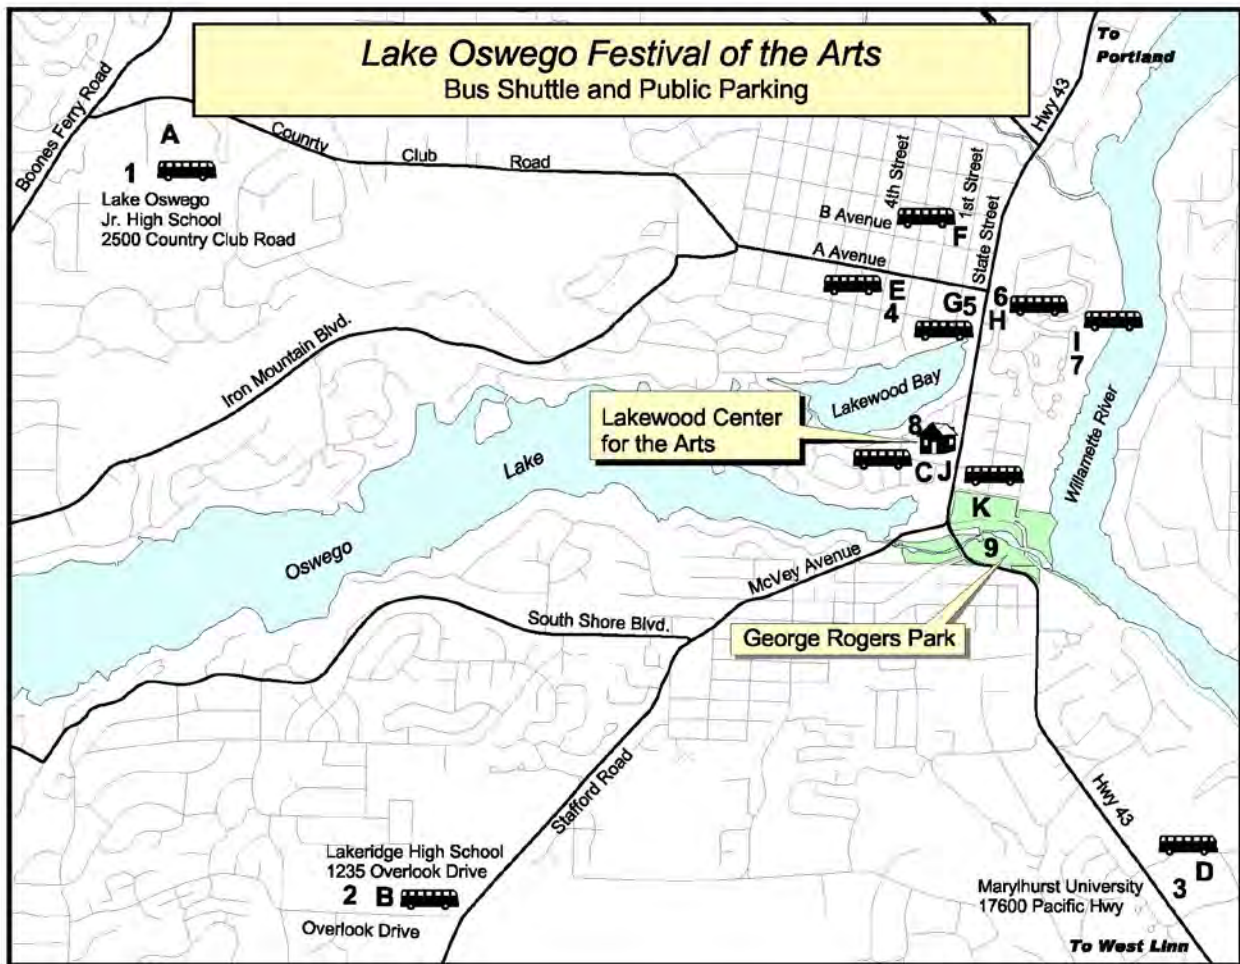 Lake Oswego Festival of the Arts
Bus Shuttle and Public Parking
To
Portland
Hwy 43
Boones Ferry Road
A
1
Lake Oswego
Jr. High School
2500 Country Club Road
Counrty Club Road
4th Street
1st Street
B Avenue
F
State Street
A Avenue
E
4
G5
6
H
I
7
Iron Mountain Blvd.
Lakewood Bay
Willamette River
Lakewood Center
for the Arts
8
C J
K
9
Lake
Oswego
McVey Avenue
South Shore Blvd.
George Rogers Park
Stafford Road
Hwy 43
Lakeridge High School
1235 Overlook Drive
2 B
Overlook Drive
Marylhurst University
17600 Pacific Hwy
3 D
To West Linn